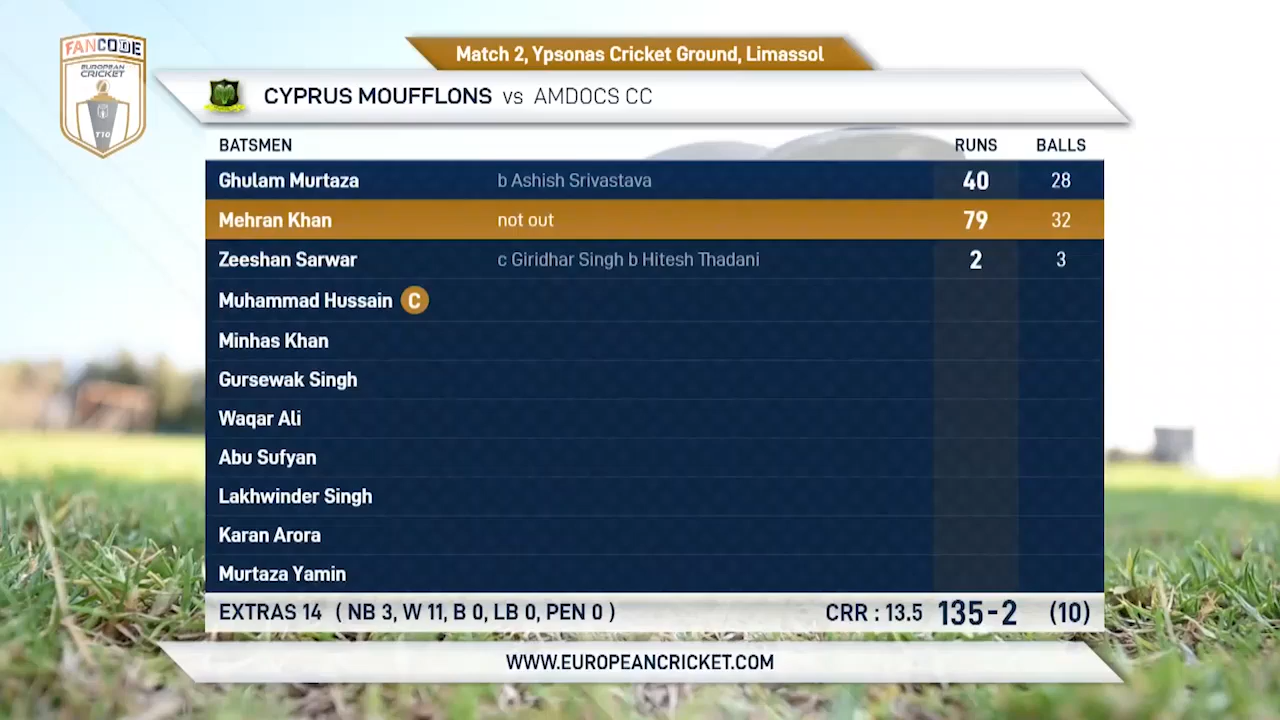 FANCODE
EUROPEAN
CRICKET
T10
Match 2, Ypsonas Cricket Ground, Limassol
CYPRUS MOUFFLONS vs AMDOCS CC
BATSMEN RUNS BALLS
Ghulam Murtaza b Ashish Srivastava 40 28
Mehran Khan not out 79 32
Zeeshan Sarwar c Giridhar Singh b Hitesh Thadani 2 3
Muhammad Hussain C
Minhas Khan
Gursewak Singh
Waqar Ali
Abu Sufyan
Lakhwinder Singh
Karan Arora
Murtaza Yamin
EXTRAS 14 ( NB 3, W 11, B 0, LB 0, PEN 0 ) CRR : 13.5 135-2 (10)
WWW.EUROPEANCRICKET.COM